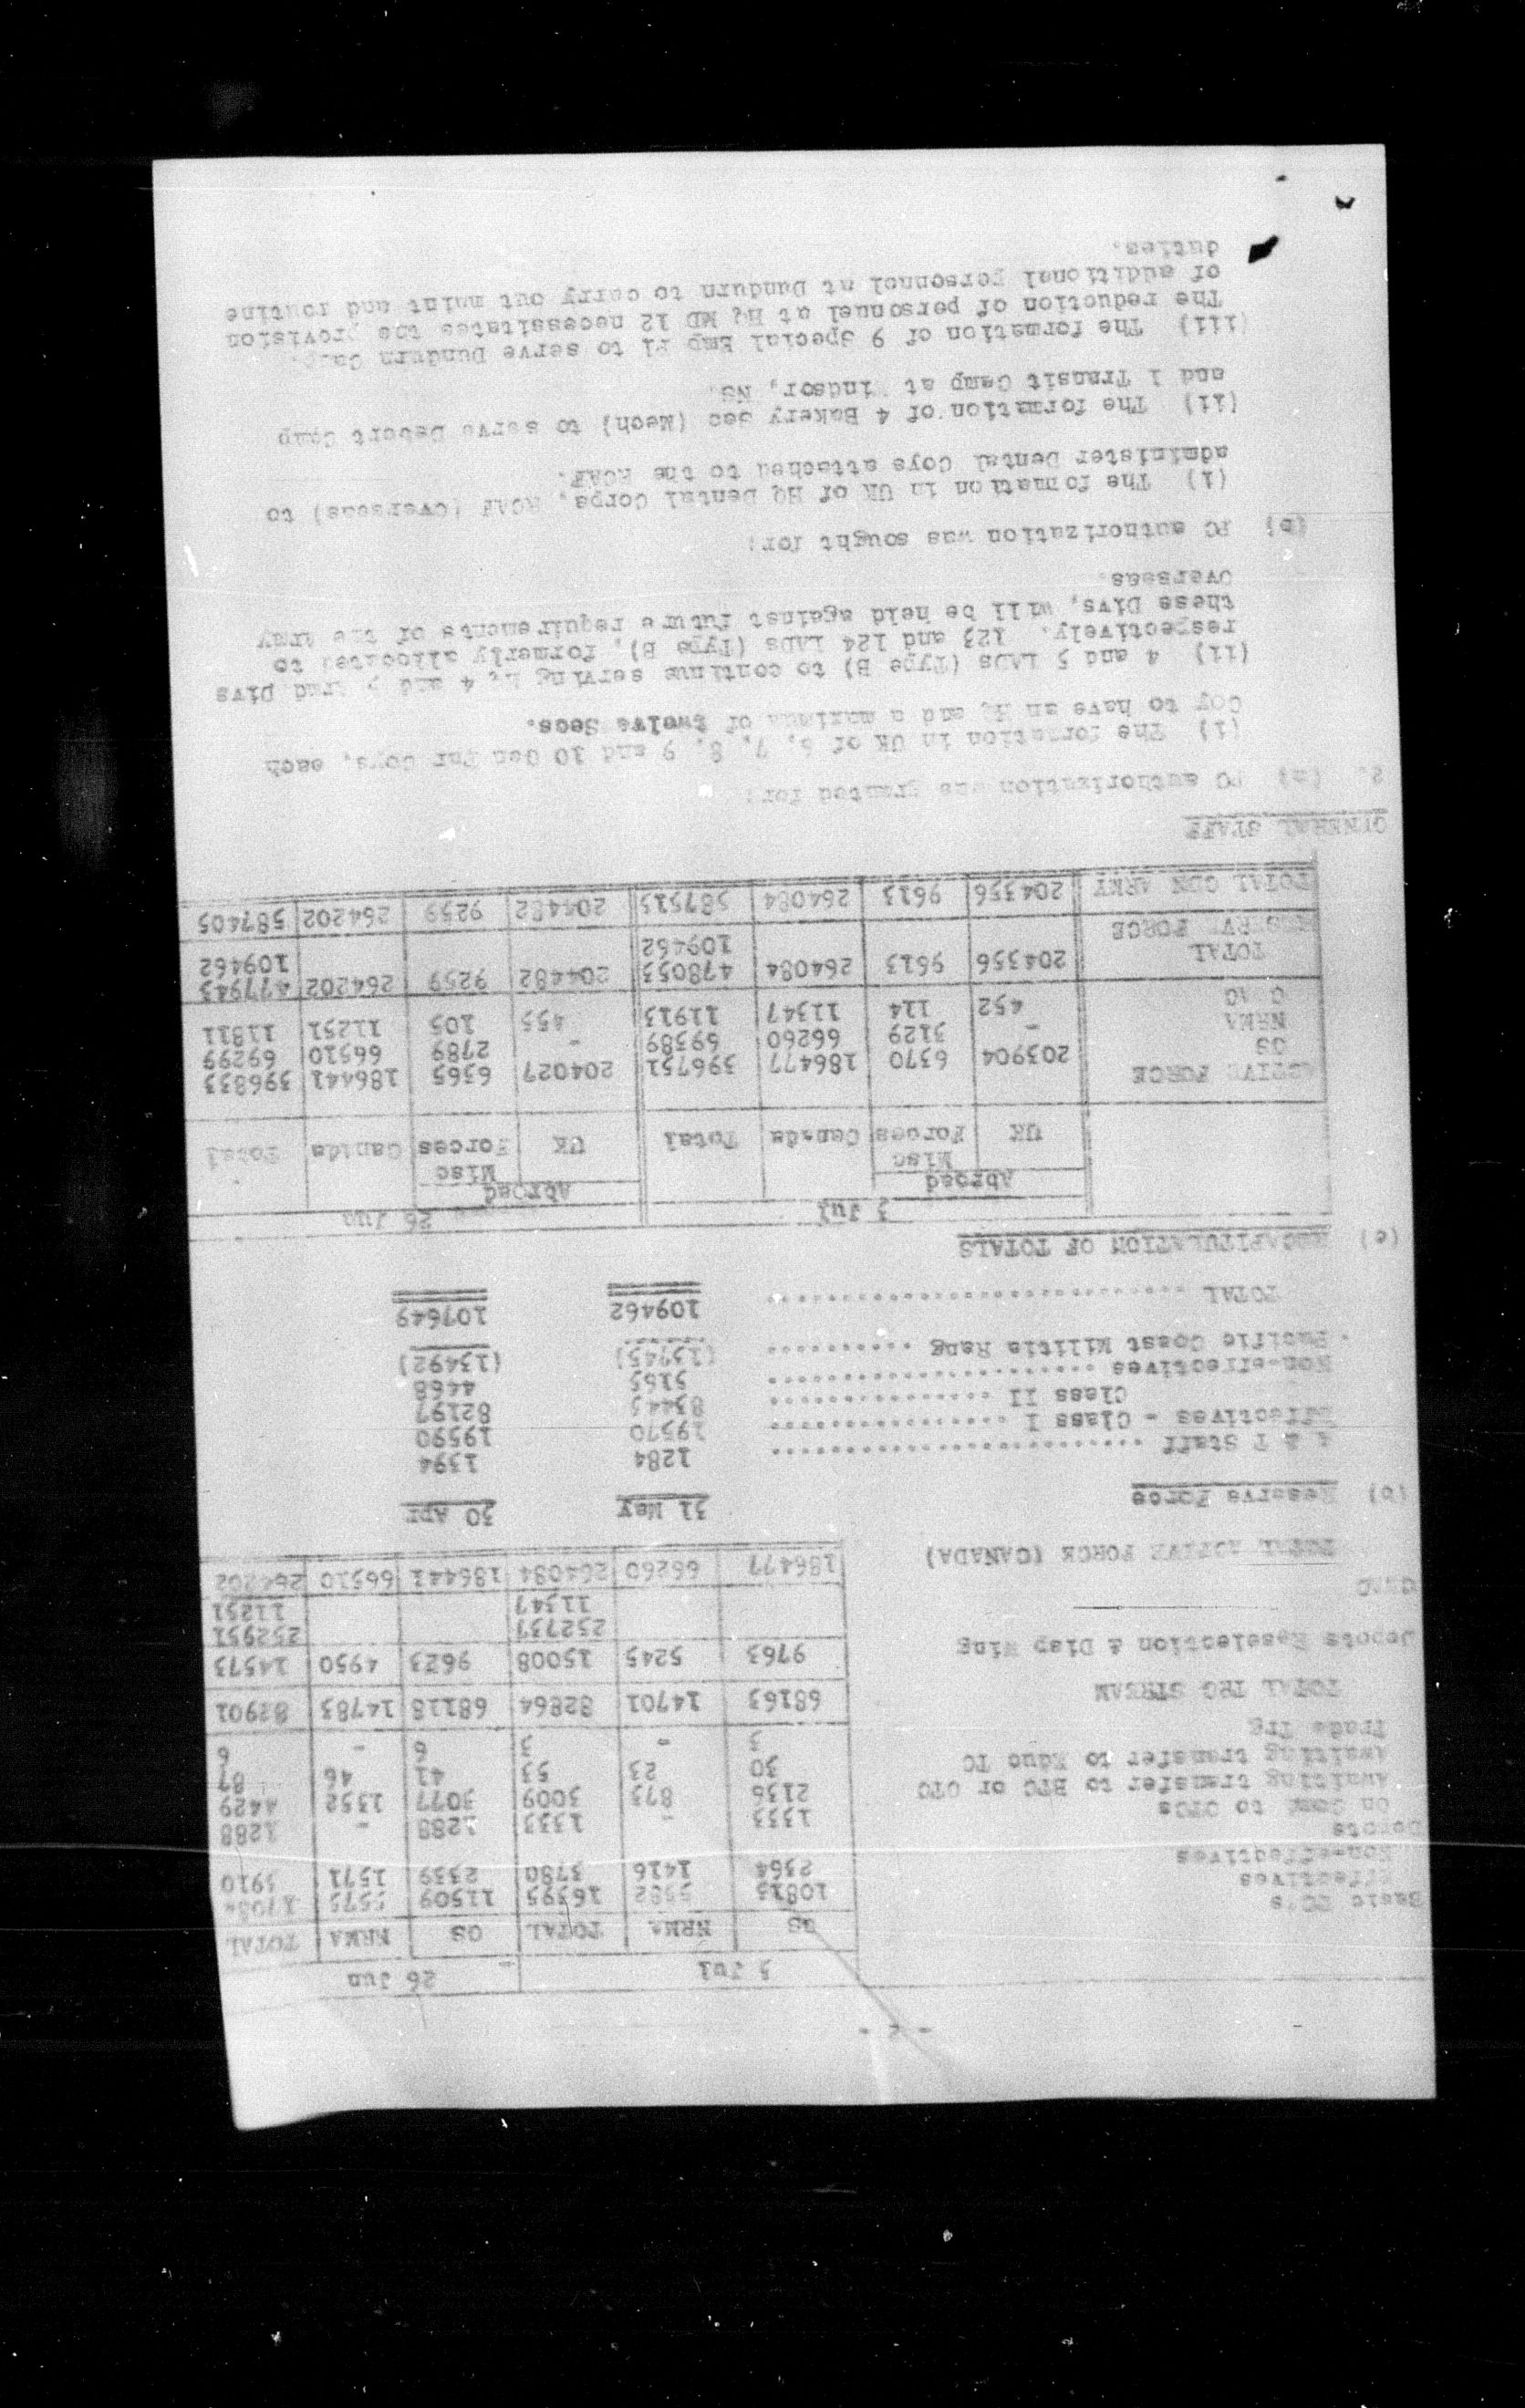 - 2 -
3 Jul 26 Jun
GS NRMA TOTAL GS NRMA TOTAL
Basic TC's
Effectives 10813 5582 16395 11509 5575
Non-effectives 2364 1416 3780 2339 1571 3910
Depots
On Comd to OTCs 1333 - 1333 1288 - 1288
Awaiting transfer to BTC or OTC 2136 873 3009 3077 1352 4429
Awaiting transfer to Educ TC 30 23 53 41 46 87
Trade Trg 3 - 3 6 - 6
TOTAL TRG STREAM 68163 14701 82864 68118 14783 82901
Depots Reselection & Disp Wing 9763 5245 15008 9623 4950 14573
252737 252951
CWAC 11347 11251
TOTAL ACTIVE FORCE (CANADA) 186477 66260 264084 186441 66510 264202
(b) Reserve Force 31 May 30 Apr
A & T Staff .......................... 1284 1394
Effectives - Class I ................. 19570 19590
Class II ................ 83443 82197
Non-effectives ....................... 5165 4468
Pacific Coast Militia Rang .......... (13945) (13492)
TOTAL ............................. 109462 107649
(c) RECAPITULATION OF TOTALS
3 Jul 26 Jun
Abroad Abroad
UK Misc Forces Canada Total UK Misc Forces Canada Total
ACTIVE FORCE
GS 203904 6370 186477 396751 204027 6365 186441 396833
NRMA - 3129 66260 69389 - 2789 66510 69299
CWAC 452 114 11347 11913 455 105 11251 11811
TOTAL 204356 9613 264084 478053 204482 9259 264202 477943
RESERVE FORCE 109462 109462
TOTAL CDN ARMY 204356 9613 264084 587515 204482 9259 264202 587405
GENERAL STAFF
2. (a) PC authorization was granted for:
(i) The formation in UK of 6, 7, 8, 9 and 10 Gen Tpt Coys, each
Coy to have an HQ and a maximum of twelve Secs.
(ii) 4 and 5 LADs (Type B) to continue serving HQ 4 and 5 Armd Divs
respectively. 123 and 124 LADs (Type B), formerly allocated to
these Divs, will be held against future requirements of the Army
Overseas.
(b) PC authorization was sought for:
(i) The fomation in UK of HQ Dental Corps, RCAF (Overseas) to
administer Dental Coys attached to the RCAF.
(ii) The formation of 4 Bakery Sec (Mech) to serve Debert Camp
and 1 Transit Camp at Windsor, NS.
(iii) The formation of 9 Special Emp Pl to serve Dundurn Camp.
The reduction of personnel at HQ MD 12 necessitates the provision
of additional personnel at Dundurn to carry out maint and routine
duties.